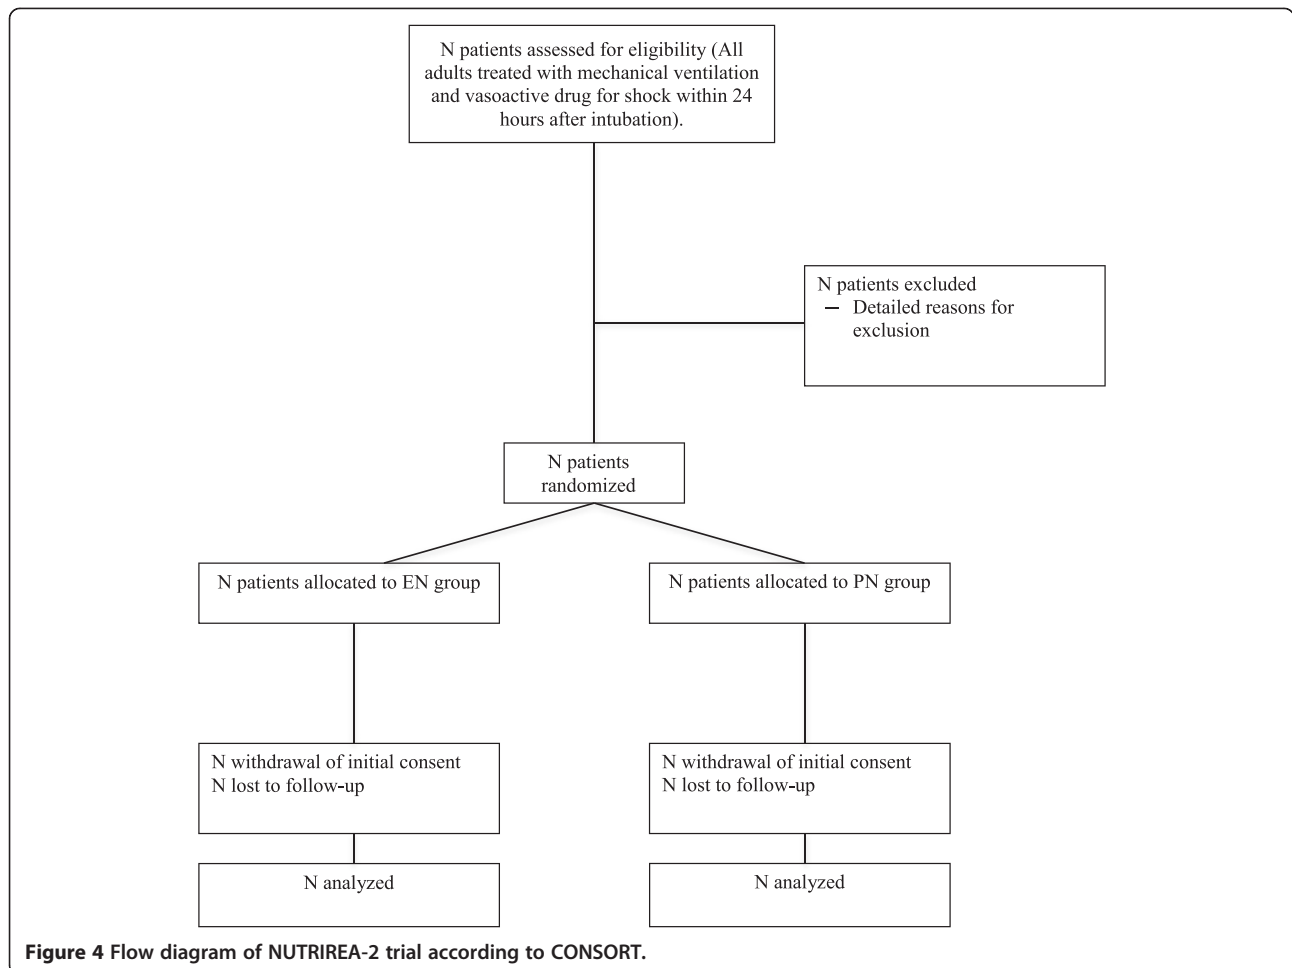 N patients assessed for eligibility (All
adults treated with mechanical ventilation
and vasoactive drug for shock within 24
hours after intubation).
N patients excluded
— Detailed reasons for
exclusion
N patients
randomized
N patients allocated to EN group
N patients allocated to PN group
N withdrawal of initial consent
N lost to follow-up
N withdrawal of initial consent
N lost to follow-up
N analyzed
N analyzed
Figure 4 Flow diagram of NUTRIREA-2 trial according to CONSORT.